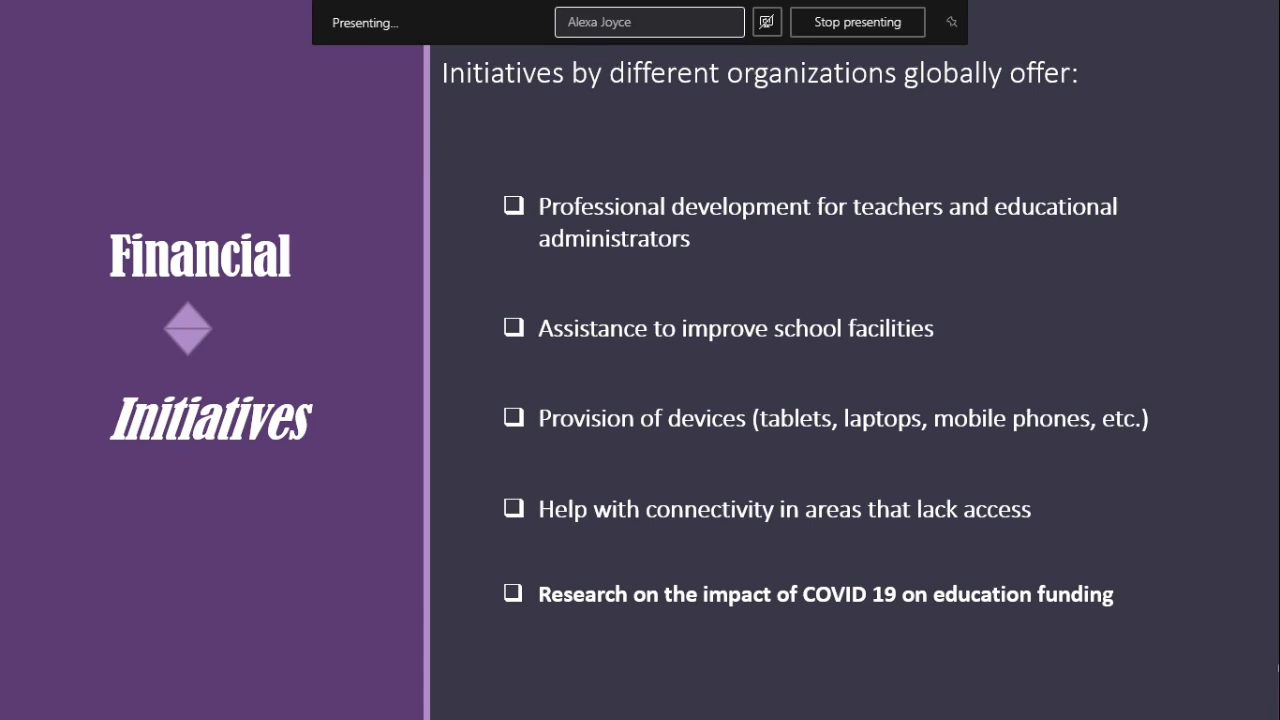 Presenting...
Alexa Joyce
Stop presenting
Initiatives by different organizations globally offer:
Financial
Initiatives
Professional development for teachers and educational
administrators
Assistance to improve school facilities
Provision of devices (tablets, laptops, mobile phones, etc.)
Help with connectivity in areas that lack access
Research on the impact of COVID 19 on education funding